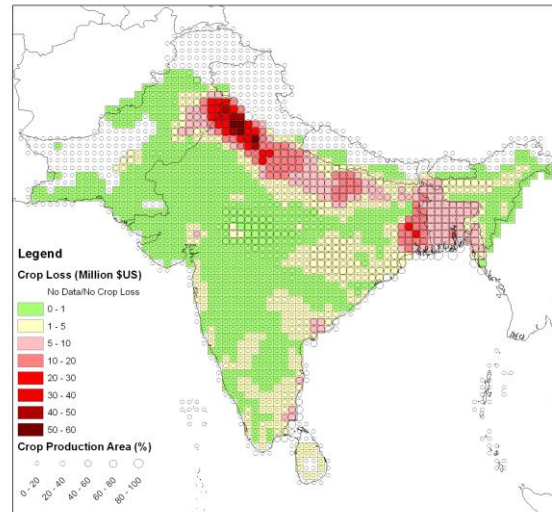 Legend
Crop Loss (Million $US)
No Data/No Crop Loss
0 - 1
1 - 5
5 - 10
10 - 20
20 - 30
30 - 40
40 - 50
50 - 60
Crop Production Area (%)
0 - 20
20 - 40
40 - 60
60 - 80
80 - 100